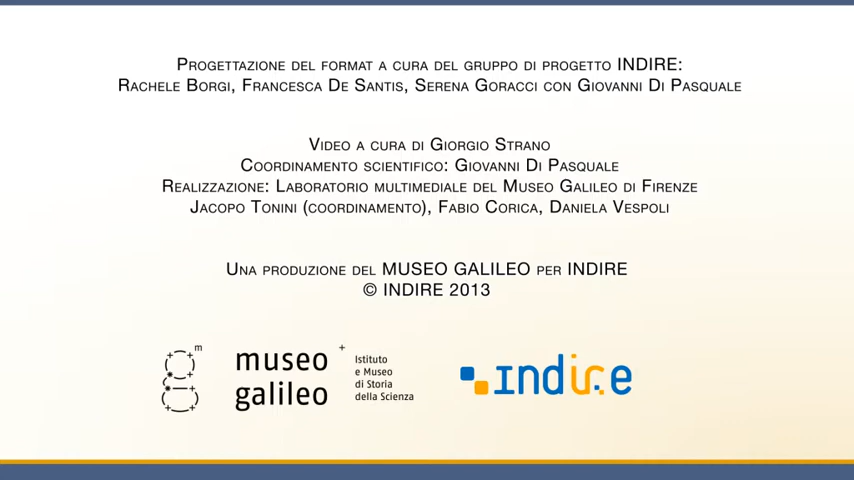 Progettazione del format a cura del gruppo di progetto INDIRE:
Rachele Borgi, Francesca De Santis, Serena Goracci con Giovanni Di Pasquale
Video a cura di Giorgio Strano
Coordinamento scientifico: Giovanni Di Pasquale
Realizzazione: Laboratorio multimediale del Museo Galileo di Firenze
Jacopo Tonini (coordinamento), Fabio Corica, Daniela Vespoli
Una produzione del MUSEO GALILEO per INDIRE
© INDIRE 2013
g m
museo
galileo
Istituto
e Museo
di Storia
della Scienza
indire